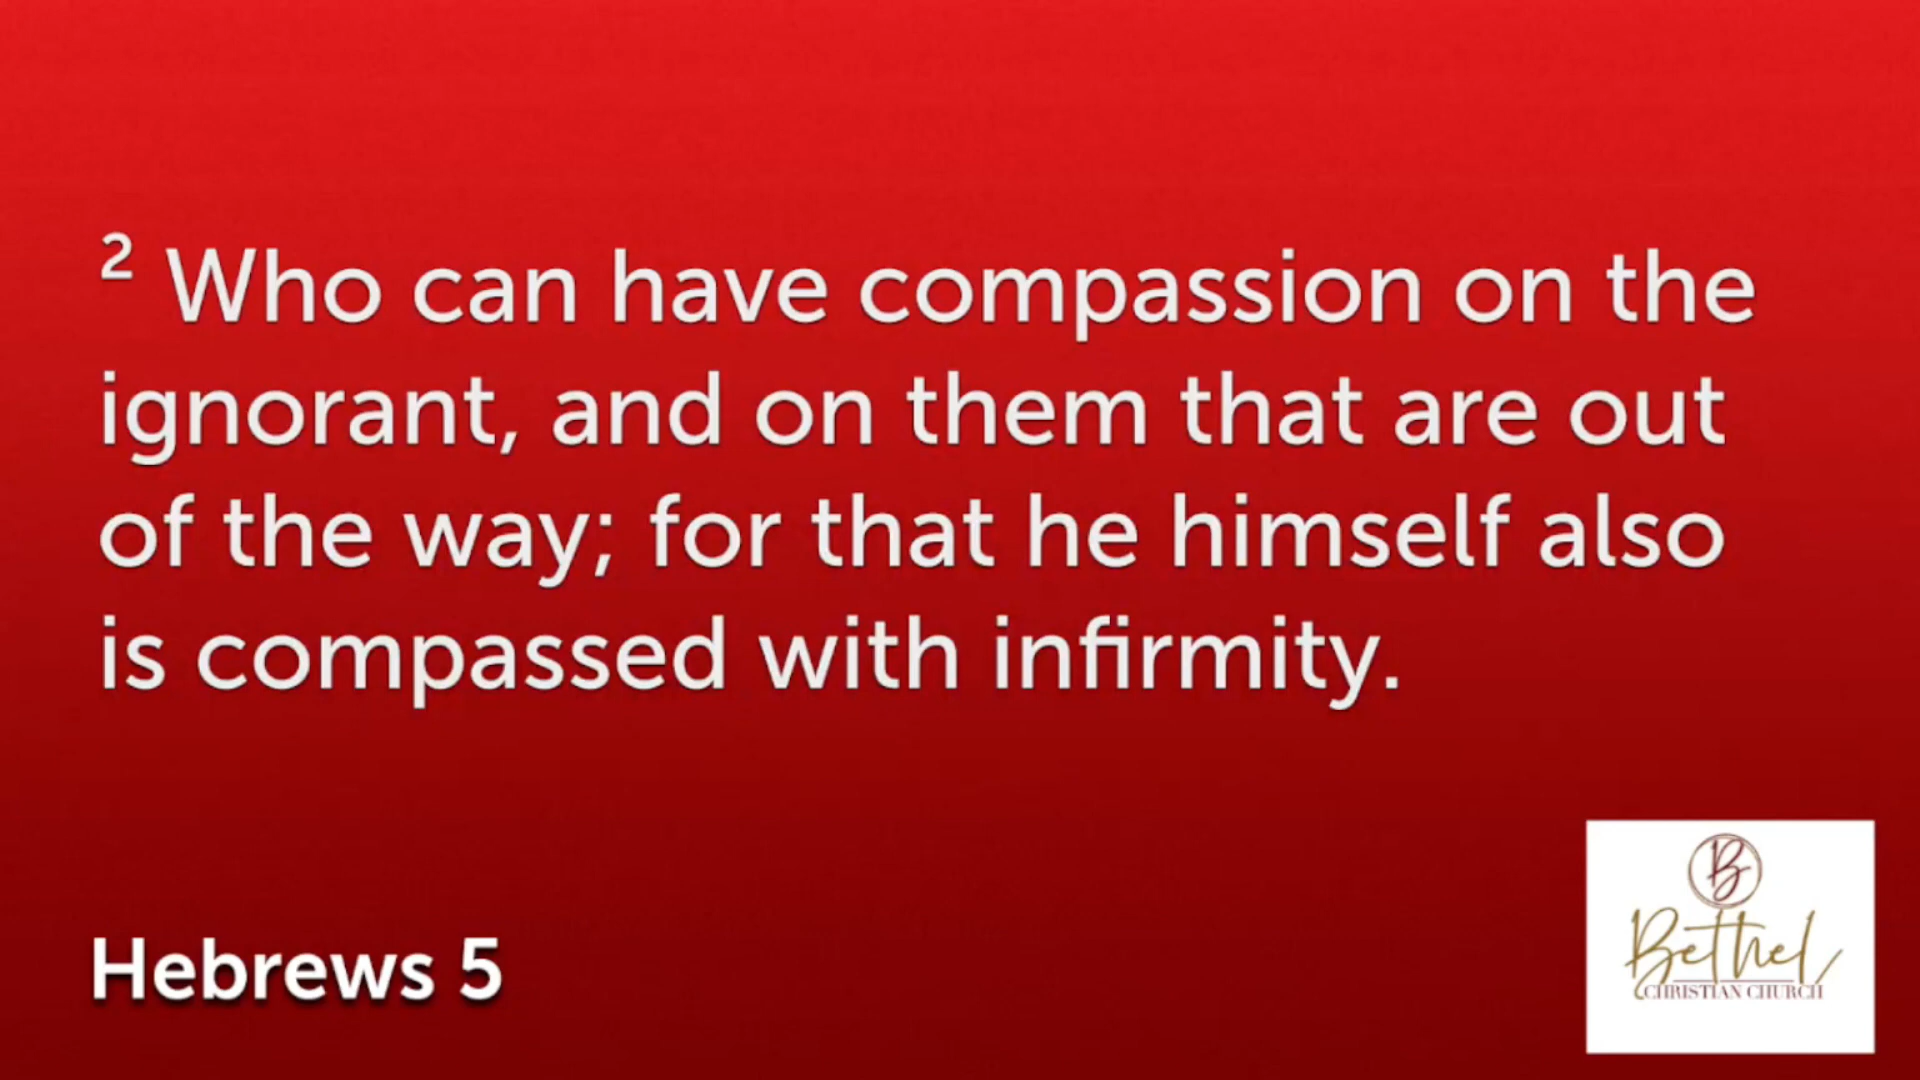 2 Who can have compassion on the
ignorant, and on them that are out
of the way; for that he himself also
is compassed with infirmity.
Hebrews 5
B
Bethel
CHRISTIAN CHURCH